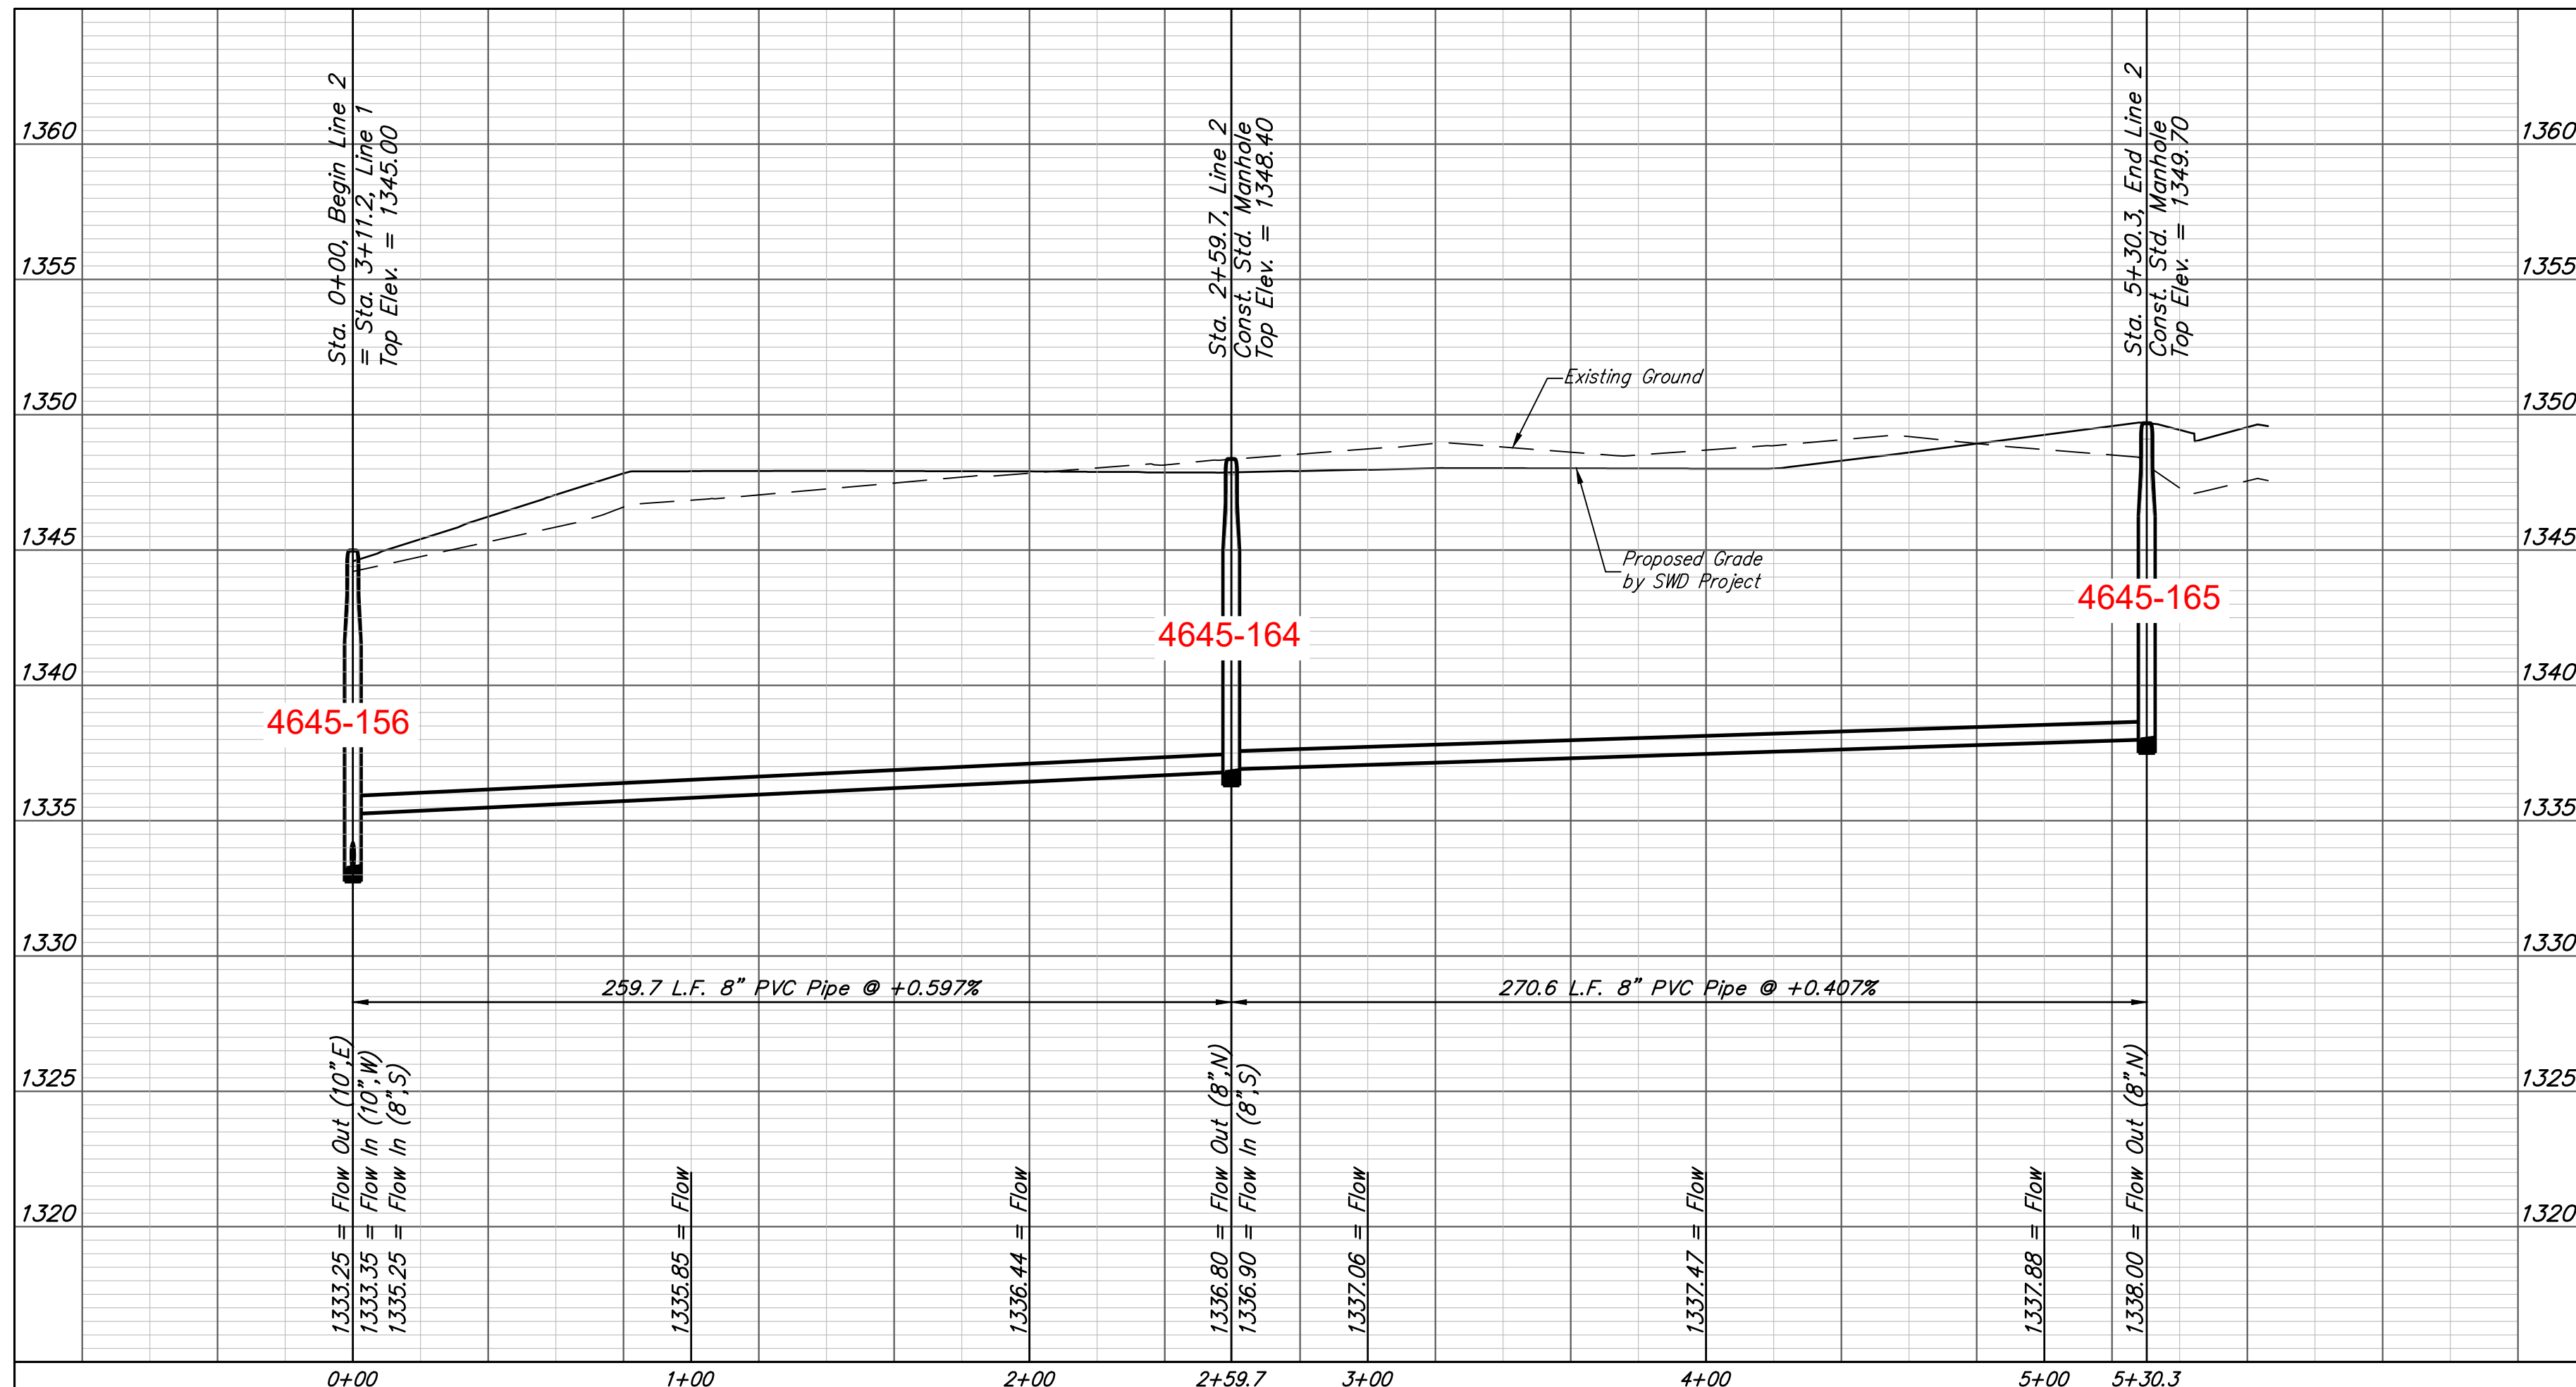 Sta. 0+00, Begin Line 2
= Sta. 3+11.2, Line 1
Top Elev. = 1345.00
Sta. 2+59.7, Line 2
Const. Std. Manhole
Top Elev. = 1348.40
Sta. 5+30.3, End Line 2
Const. Std. Manhole
Top Elev. = 1349.70
1360
1360
1355
1355
1350
1350
Existing Ground
1345
1345
Proposed Grade
by SWD Project
4645-165
4645-164
1340
1340
4645-156
1335
1335
1330
1330
259.7 L.F. 8” PVC Pipe @ +0.597%
270.6 L.F. 8” PVC Pipe @ +0.407%
1325
1325
1320
1320
1333.25 = Flow Out (10”,E)
1333.35 = Flow In (10”,W)
1335.25 = Flow In (8”,S)
1335.85 = Flow
1336.44 = Flow
1336.80 = Flow Out (8”,N)
1336.90 = Flow In (8”,S)
1337.06 = Flow
1337.47 = Flow
1337.88 = Flow
1338.00 = Flow Out (8”,N)
0+00
1+00
2+00
2+59.7
3+00
4+00
5+00
5+30.3